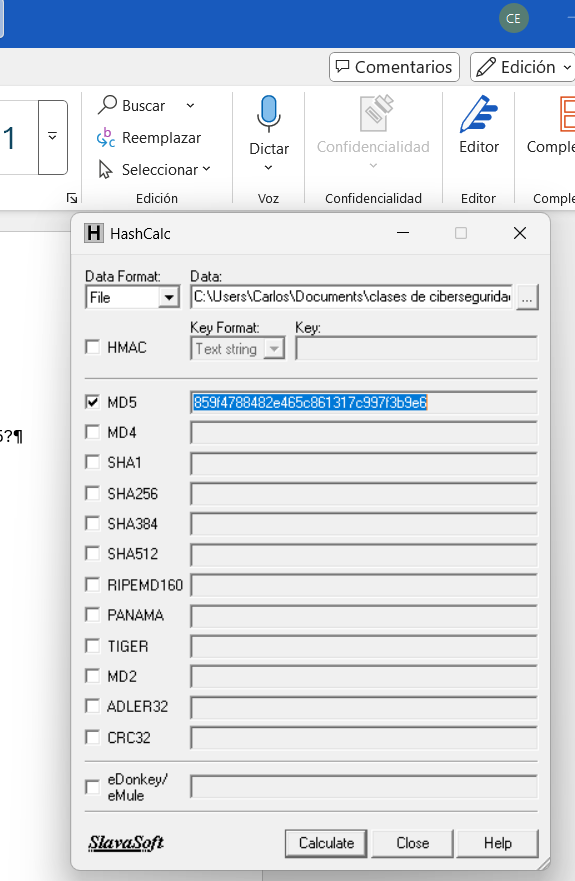 CE
Comentarios
Edición
1
Buscar
Reemplazar
Seleccionar
Edición
Dictar
Voz
Confidencialidad
Confidencialidad
Editor
Editor
Comple
Comple
HashCalc
Data Format:
Data:
File
C:\Users\Carlos\Documents\clases de cibersegurida
...
HMAC
Key Format:
Key:
Text string
MD5
859f4788482e465c861317c997f3b9e6
MD4
SHA1
SHA256
SHA384
SHA512
RIPEMD160
PANAMA
TIGER
MD2
ADLER32
CRC32
eDonkey/
eMule
SlavaSoft
Calculate
Close
Help
?¶